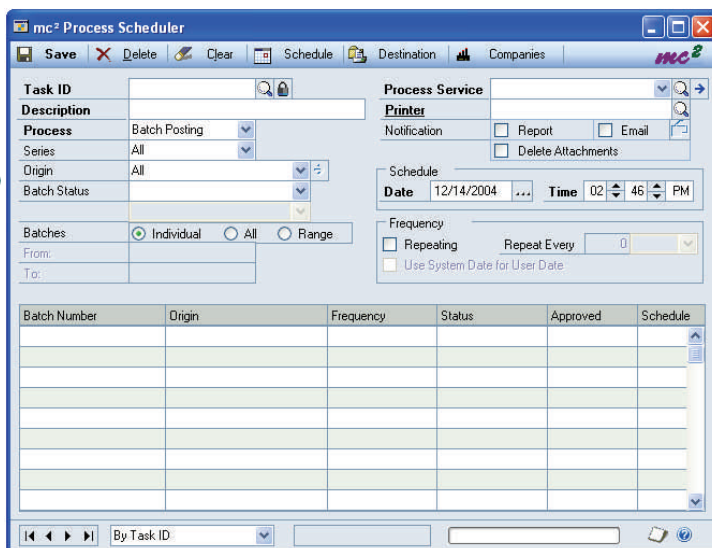 mc² Process Scheduler
Save Delete Clear Schedule Destination Companies mc²
Task ID
Description
Process Batch Posting
Series All
Origin All
Batch Status
Batches Individual All Range
From:
To:
Process Service
Printer
Notification Report Email
Delete Attachments
Schedule
Date 12/14/2004 ... Time 02 46 PM
Frequency
Repeating Repeat Every 0
Use System Date for User Date
Batch Number Origin Frequency Status Approved Schedule
By Task ID